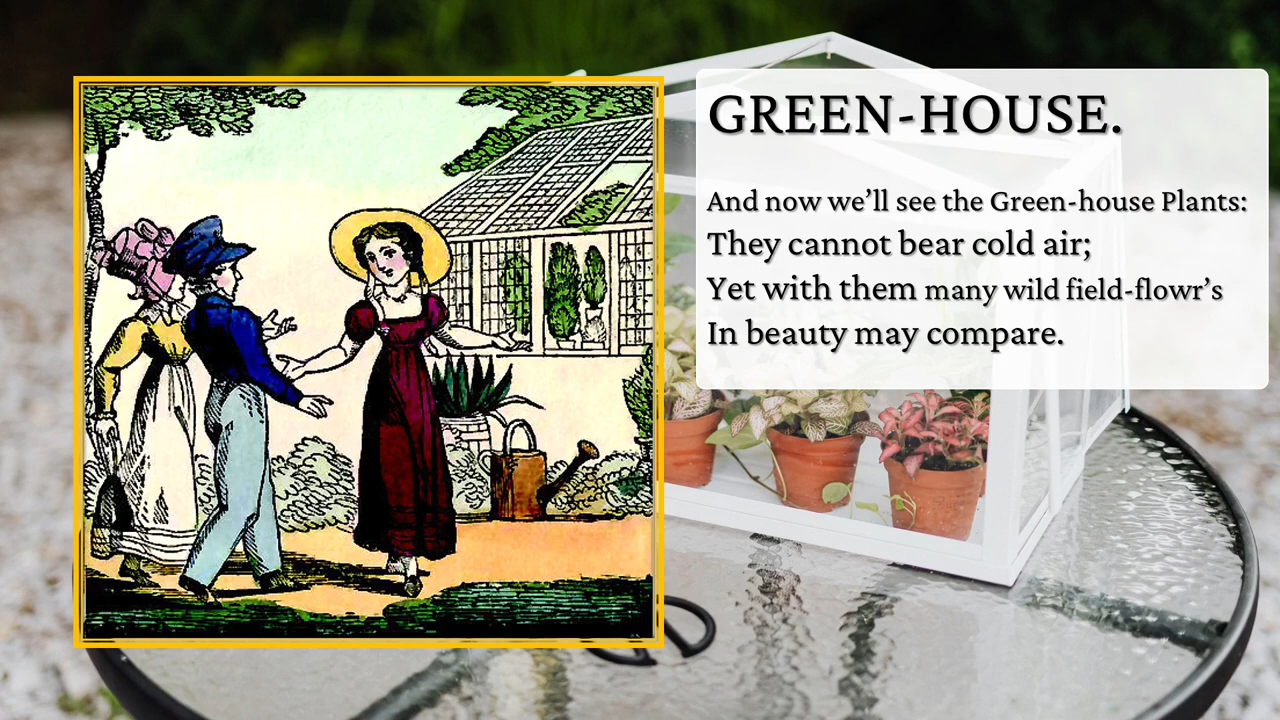 GREEN-HOUSE.
And now we’ll see the Green-house Plants:
They cannot bear cold air;
Yet with them many wild field-flowr’s
In beauty may compare.